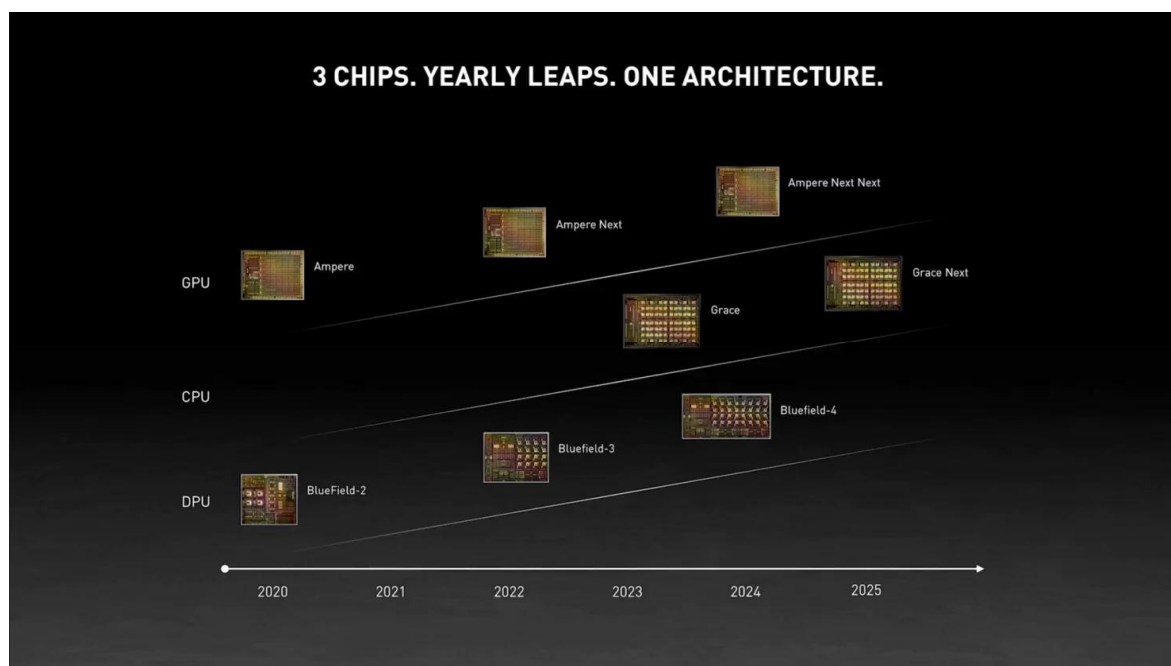 3 CHIPS. YEARLY LEAPS. ONE ARCHITECTURE.
Ampere Next Next
Ampere Next
GPU
Ampere
Grace Next
Grace
CPU
Bluefield-4
Bluefield-3
DPU
BlueField-2
2020
2021
2022
2023
2024
2025